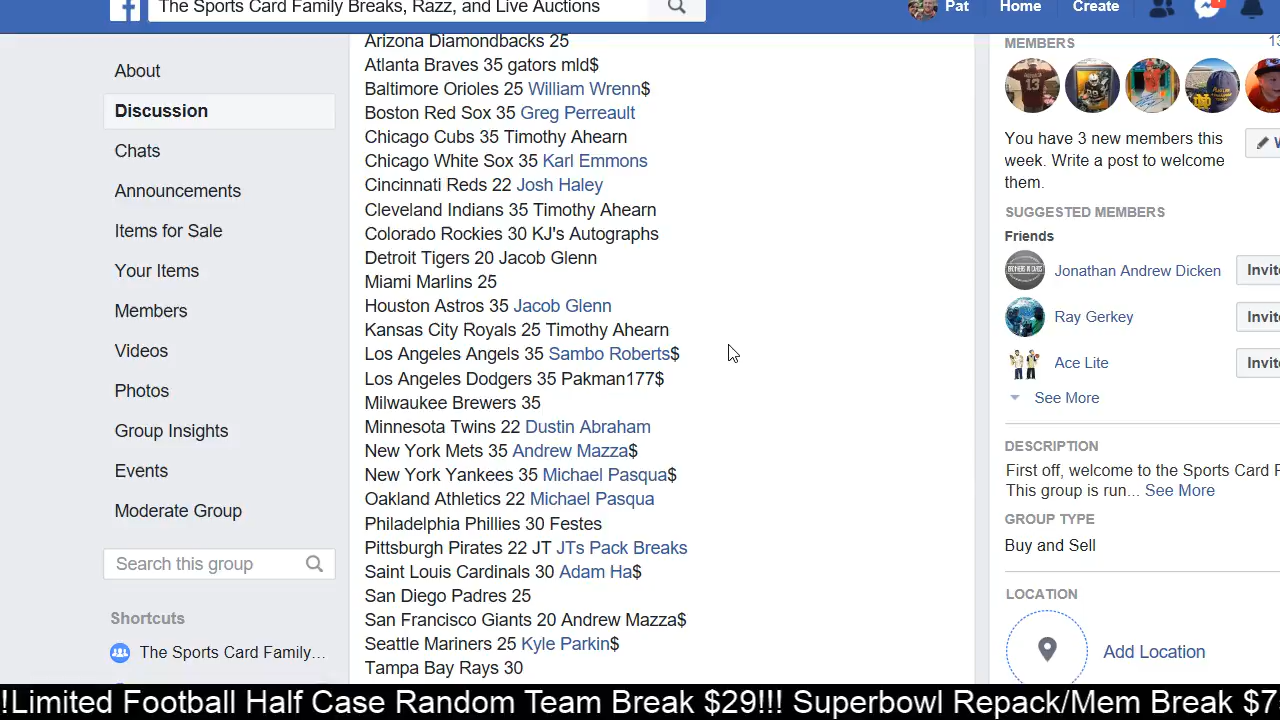 The Sports Card Family Breaks, Razz, and Live Auctions
Pat
Home
Create
About
Discussion
Chats
Announcements
Items for Sale
Your Items
Members
Videos
Photos
Group Insights
Events
Moderate Group
Search this group
Shortcuts
The Sports Card Family...
Arizona Diamondbacks 25
Atlanta Braves 35 gators mld$
Baltimore Orioles 25 William Wrenn$
Boston Red Sox 35 Greg Perreault
Chicago Cubs 35 Timothy Ahearn
Chicago White Sox 35 Karl Emmons
Cincinnati Reds 22 Josh Haley
Cleveland Indians 35 Timothy Ahearn
Colorado Rockies 30 KJ's Autographs
Detroit Tigers 20 Jacob Glenn
Miami Marlins 25
Houston Astros 35 Jacob Glenn
Kansas City Royals 25 Timothy Ahearn
Los Angeles Angels 35 Sambo Roberts$
Los Angeles Dodgers 35 Pakman177$
Milwaukee Brewers 35
Minnesota Twins 22 Dustin Abraham
New York Mets 35 Andrew Mazza$
New York Yankees 35 Michael Pasqua$
Oakland Athletics 22 Michael Pasqua
Philadelphia Phillies 30 Festes
Pittsburgh Pirates 22 JT JTs Pack Breaks
Saint Louis Cardinals 30 Adam Ha$
San Diego Padres 25
San Francisco Giants 20 Andrew Mazza$
Seattle Mariners 25 Kyle Parkin$
Tampa Bay Rays 30
MEMBERS
13
You have 3 new members this
week. Write a post to welcome
them.
SUGGESTED MEMBERS
Friends
Jonathan Andrew Dicken
Invite
Ray Gerkey
Invite
Ace Lite
Invite
See More
DESCRIPTION
First off, welcome to the Sports Card F
This group is run... See More
GROUP TYPE
Buy and Sell
LOCATION
Add Location
!Limited Football Half Case Random Team Break $29!!! Superbowl Repack/Mem Break $7